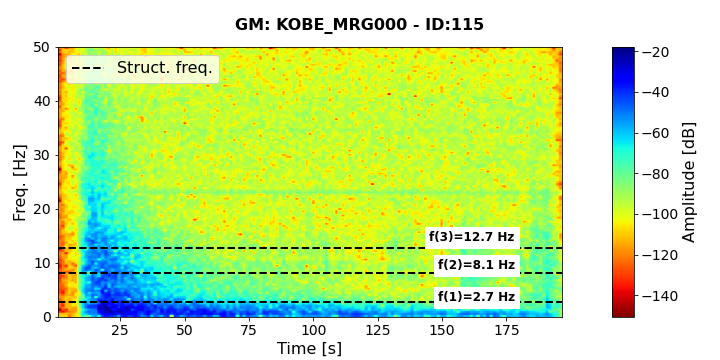 GM: KOBE_MRG000 - ID:115
Struct. freq.
f(3)=12.7 Hz
f(2)=8.1 Hz
f(1)=2.7 Hz
50
40
30
20
10
0
Freq. [Hz]
25
50
75
100
125
150
175
Time [s]
−20
−40
−60
−80
−100
−120
−140
Amplitude [dB]